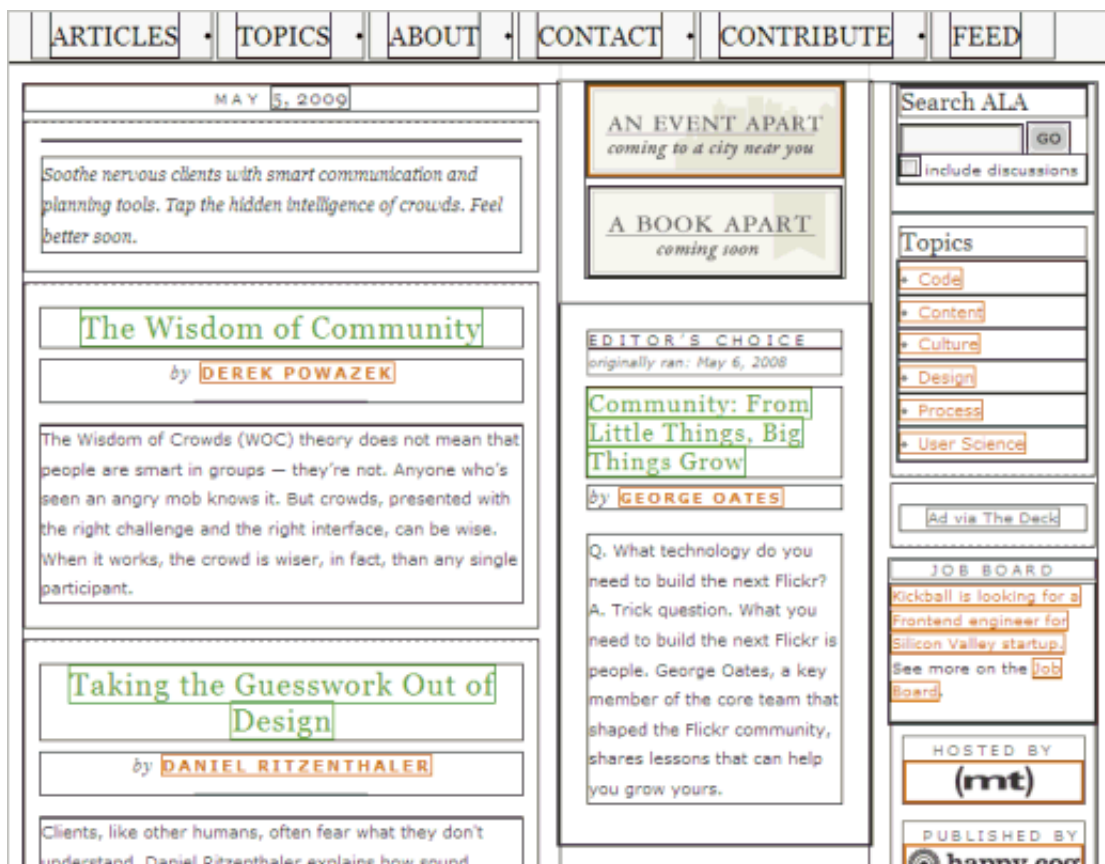 ARTICLES • TOPICS • ABOUT • CONTACT • CONTRIBUTE • FEED
MAY 5, 2009
Soothe nervous clients with smart communication and
planning tools. Tap the hidden intelligence of crowds. Feel
better soon.
The Wisdom of Community
by DEREK POWAZEK
The Wisdom of Crowds (WOC) theory does not mean that
people are smart in groups — they're not. Anyone who's
seen an angry mob knows it. But crowds, presented with
the right challenge and the right interface, can be wise.
When it works, the crowd is wiser, in fact, than any single
participant.
Taking the Guesswork Out of
Design
by DANIEL RITZENTHALER
Clients, like other humans, often fear what they don't
understand. Daniel Ritzenthaler explains how sound
AN EVENT APART
coming to a city near you
A BOOK APART
coming soon
EDITOR'S CHOICE
originally ran: May 6, 2008
Community: From
Little Things, Big
Things Grow
by GEORGE OATES
Q. What technology do you
need to build the next Flickr?
A. Trick question. What you
need to build the next Flickr is
people. George Oates, a key
member of the core team that
shaped the Flickr community,
shares lessons that can help
you grow yours.
Search ALA
GO
include discussions
Topics
• Code
• Content
• Culture
• Design
• Process
• User Science
Ad via The Deck
JOB BOARD
Kickball is looking for a
Frontend engineer for
Silicon Valley startup.
See more on the Job
Board.
HOSTED BY
(mt)
PUBLISHED BY
happy cog